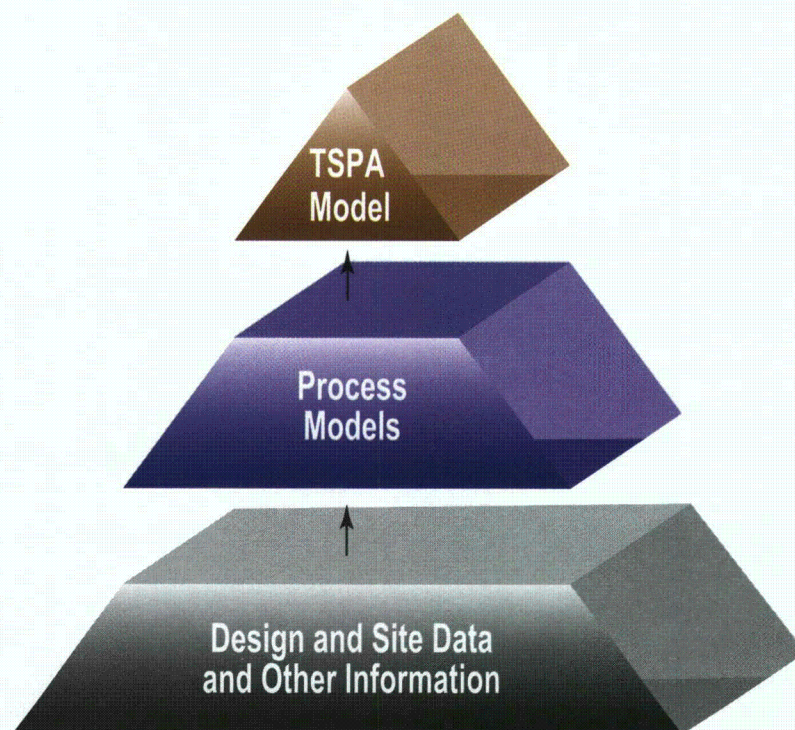 TSPA
Model
Process
Models
Design and Site Data
and Other Information